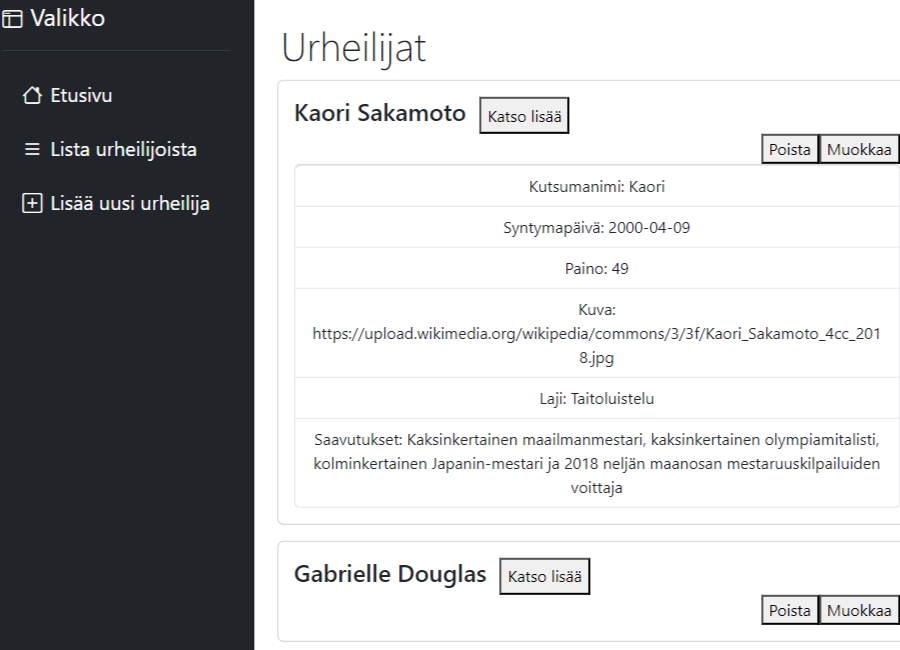 Valikko
Etusivu
Lista urheilijoista
Lisää uusi urheilija
Urheilijat
Kaori Sakamoto Katso lisää
Poista Muokkaa
Kutsumanimi: Kaori
Syntymapäivä: 2000-04-09
Paino: 49
Kuva:
https://upload.wikimedia.org/wikipedia/commons/3/3f/Kaori_Sakamoto_4cc_201
8.jpg
Laji: Taitoluistelu
Saavutukset: Kaksinkertainen maailmanmestari, kaksinkertainen olympiamitalisti,
kolminkertainen Japanin-mestari ja 2018 neljän maanosan mestaruuskilpailuiden
voittaja
Gabrielle Douglas Katso lisää
Poista Muokkaa